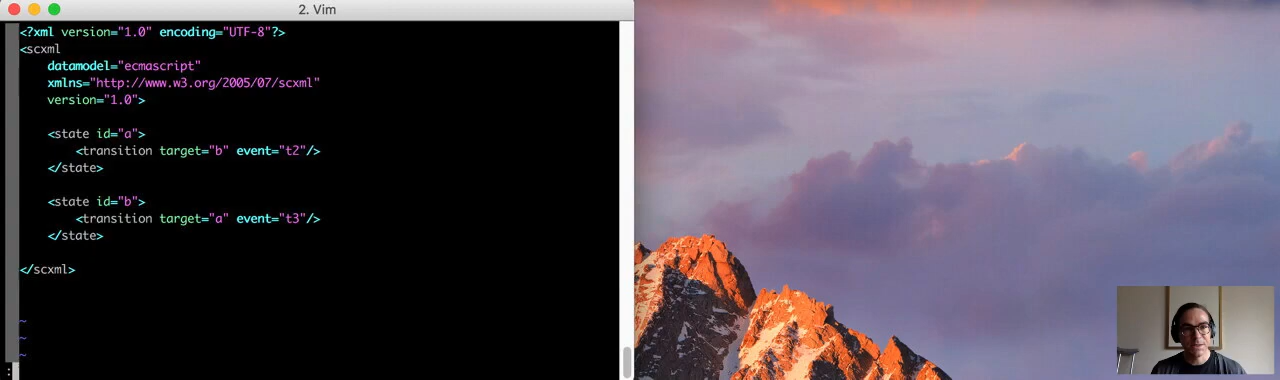 2. Vim
<?xml version="1.0" encoding="UTF-8"?>
<scxml
    datamodel="ecmascript"
    xmlns="http://www.w3.org/2005/07/scxml"
    version="1.0">

    <state id="a">
        <transition target="b" event="t2"/>
    </state>

    <state id="b">
        <transition target="a" event="t3"/>
    </state>

</scxml>
~
~
~
: